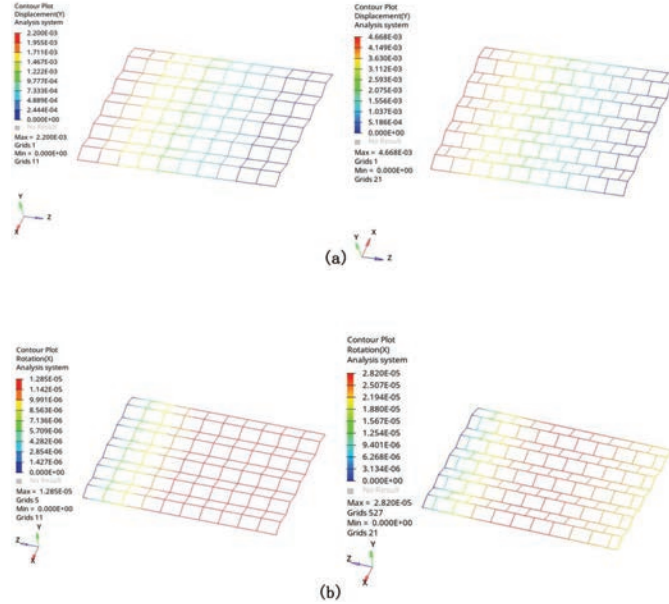 Contour Plot
Displacement(Y)
Analysis system
2.200E-03
1.955E-03
1.711E-03
1.467E-03
1.222E-03
9.777E-04
7.333E-04
4.889E-04
2.444E-04
0.000E+00
No Result
Max = 2.200E-03
Grids 1
Min = 0.000E+00
Grids 11
Y
Z
X
Contour Plot
Displacement(Y)
Analysis system
4.668E-03
4.149E-03
3.630E-03
3.112E-03
2.593E-03
2.075E-03
1.556E-03
1.037E-03
5.186E-04
0.000E+00
No Result
Max = 4.668E-03
Grids 1
Min = 0.000E+00
Grids 21
X
Y
Z
(a)
Contour Plot
Rotation(X)
Analysis system
1.285E-05
1.142E-05
9.991E-06
8.563E-06
7.136E-06
5.709E-06
4.282E-06
2.854E-06
1.427E-06
0.000E+00
No Result
Max = 1.285E-05
Grids 5
Min = 0.000E+00
Grids 11
Y
Z
X
Contour Plot
Rotation(X)
Analysis system
2.820E-05
2.507E-05
2.194E-05
1.880E-05
1.567E-05
1.254E-05
9.401E-06
6.268E-06
3.134E-06
0.000E+00
No Result
Max = 2.820E-05
Grids 527
Min = 0.000E+00
Grids 21
Y
Z
X
(b)